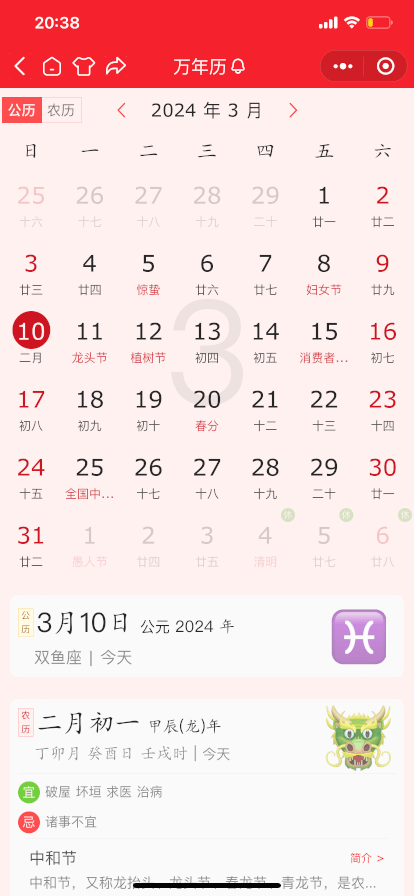 20:38
万年历
公历 农历 2024 年 3 月
日 一 二 三 四 五 六
25 26 27 28 29 1 2
十六 十七 十八 十九 二十 廿一 廿二
3 4 5 6 7 8 9
廿三 廿四 惊蛰 廿六 廿七 妇女节 廿九
10 11 12 13 14 15 16
二月 龙头节 植树节 初四 初五 消费者... 初七
17 18 19 20 21 22 23
初八 初九 初十 春分 十二 十三 十四
24 25 26 27 28 29 30
十五 全国中... 十七 十八 十九 二十 廿一
休 休 休
31 1 2 3 4 5 6
廿二 愚人节 廿四 廿五 清明 廿七 廿八
3
公历 3月10日 公元 2024 年
双鱼座 | 今天
农历 二月初一 甲辰(龙)年
丁卯月 癸酉日 壬戌时 | 今天
宜 破屋 坏垣 求医 治病
忌 诸事不宜
中和节 简介 >
中和节，又称龙抬头、龙头节、春龙节、青龙节，是农...